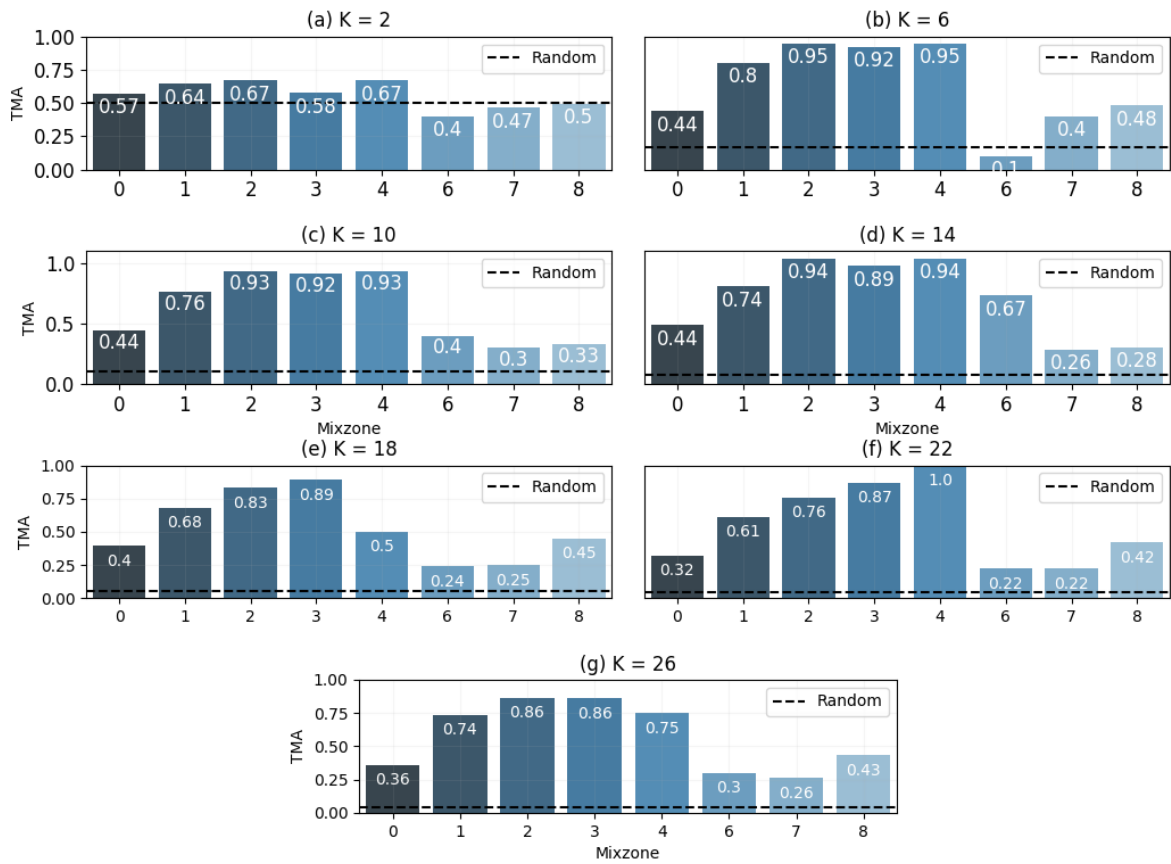 (a) K = 2
TMA
1.00
0.75
0.50
0.25
0.00
Random
0.57 0.64 0.67 0.58 0.67 0.4 0.47 0.5
0 1 2 3 4 6 7 8
(b) K = 6
Random
0.44 0.8 0.95 0.92 0.95 0.1 0.4 0.48
0 1 2 3 4 6 7 8
(c) K = 10
TMA
1.0
0.5
0.0
Random
0.44 0.76 0.93 0.92 0.93 0.4 0.3 0.33
0 1 2 3 4 6 7 8
Mixzone
(d) K = 14
Random
0.44 0.74 0.94 0.89 0.94 0.67 0.26 0.28
0 1 2 3 4 6 7 8
Mixzone
(e) K = 18
TMA
1.00
0.75
0.50
0.25
0.00
Random
0.4 0.68 0.83 0.89 0.5 0.24 0.25 0.45
0 1 2 3 4 6 7 8
(f) K = 22
Random
0.32 0.61 0.76 0.87 1.0 0.22 0.22 0.42
0 1 2 3 4 6 7 8
(g) K = 26
TMA
1.00
0.75
0.50
0.25
0.00
Random
0.36 0.74 0.86 0.86 0.75 0.3 0.26 0.43
0 1 2 3 4 6 7 8
Mixzone